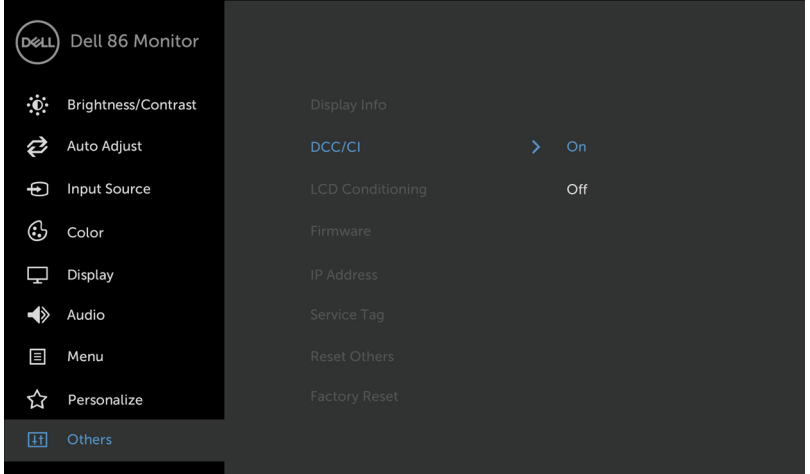 DELL
Dell 86 Monitor
Brightness/Contrast
Auto Adjust
Input Source
Color
Display
Audio
Menu
Personalize
Others
Display Info
DCC/CI
On
LCD Conditioning
Off
Firmware
IP Address
Service Tag
Reset Others
Factory Reset